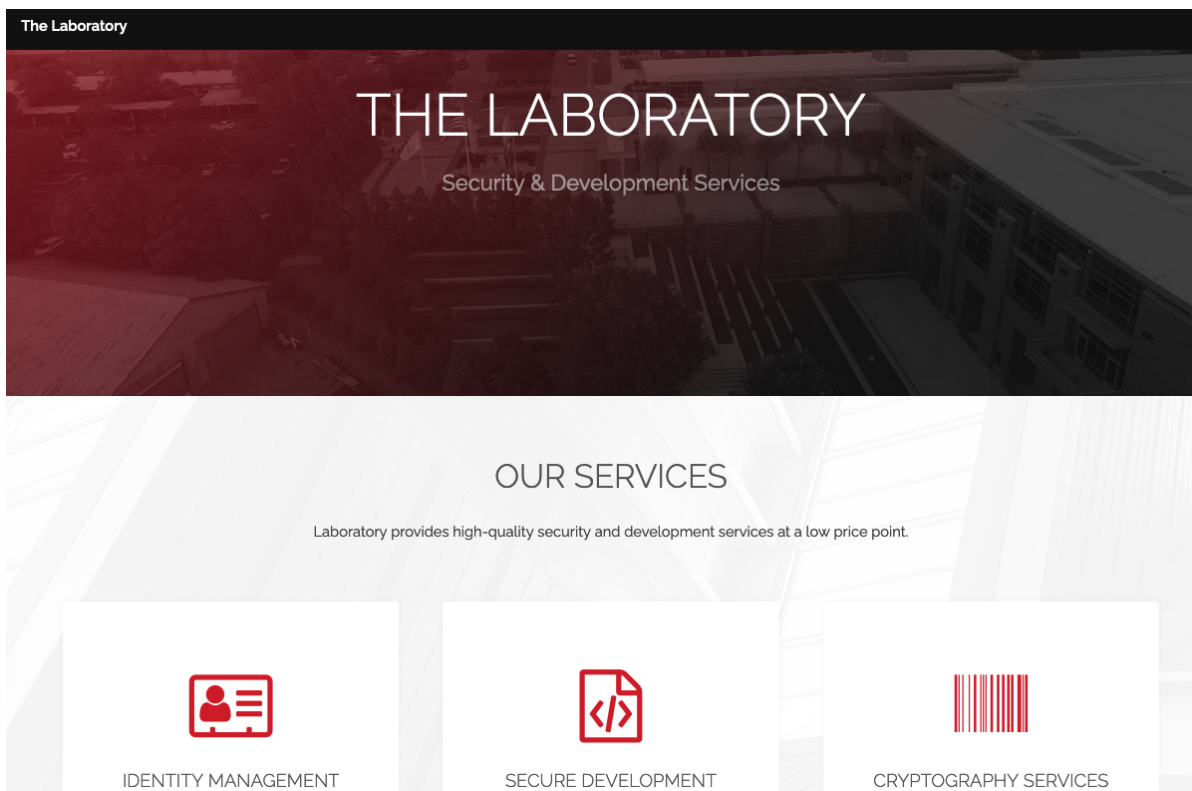 The Laboratory
THE LABORATORY
Security & Development Services
OUR SERVICES
Laboratory provides high-quality security and development services at a low price point.
IDENTITY MANAGEMENT
SECURE DEVELOPMENT
CRYPTOGRAPHY SERVICES